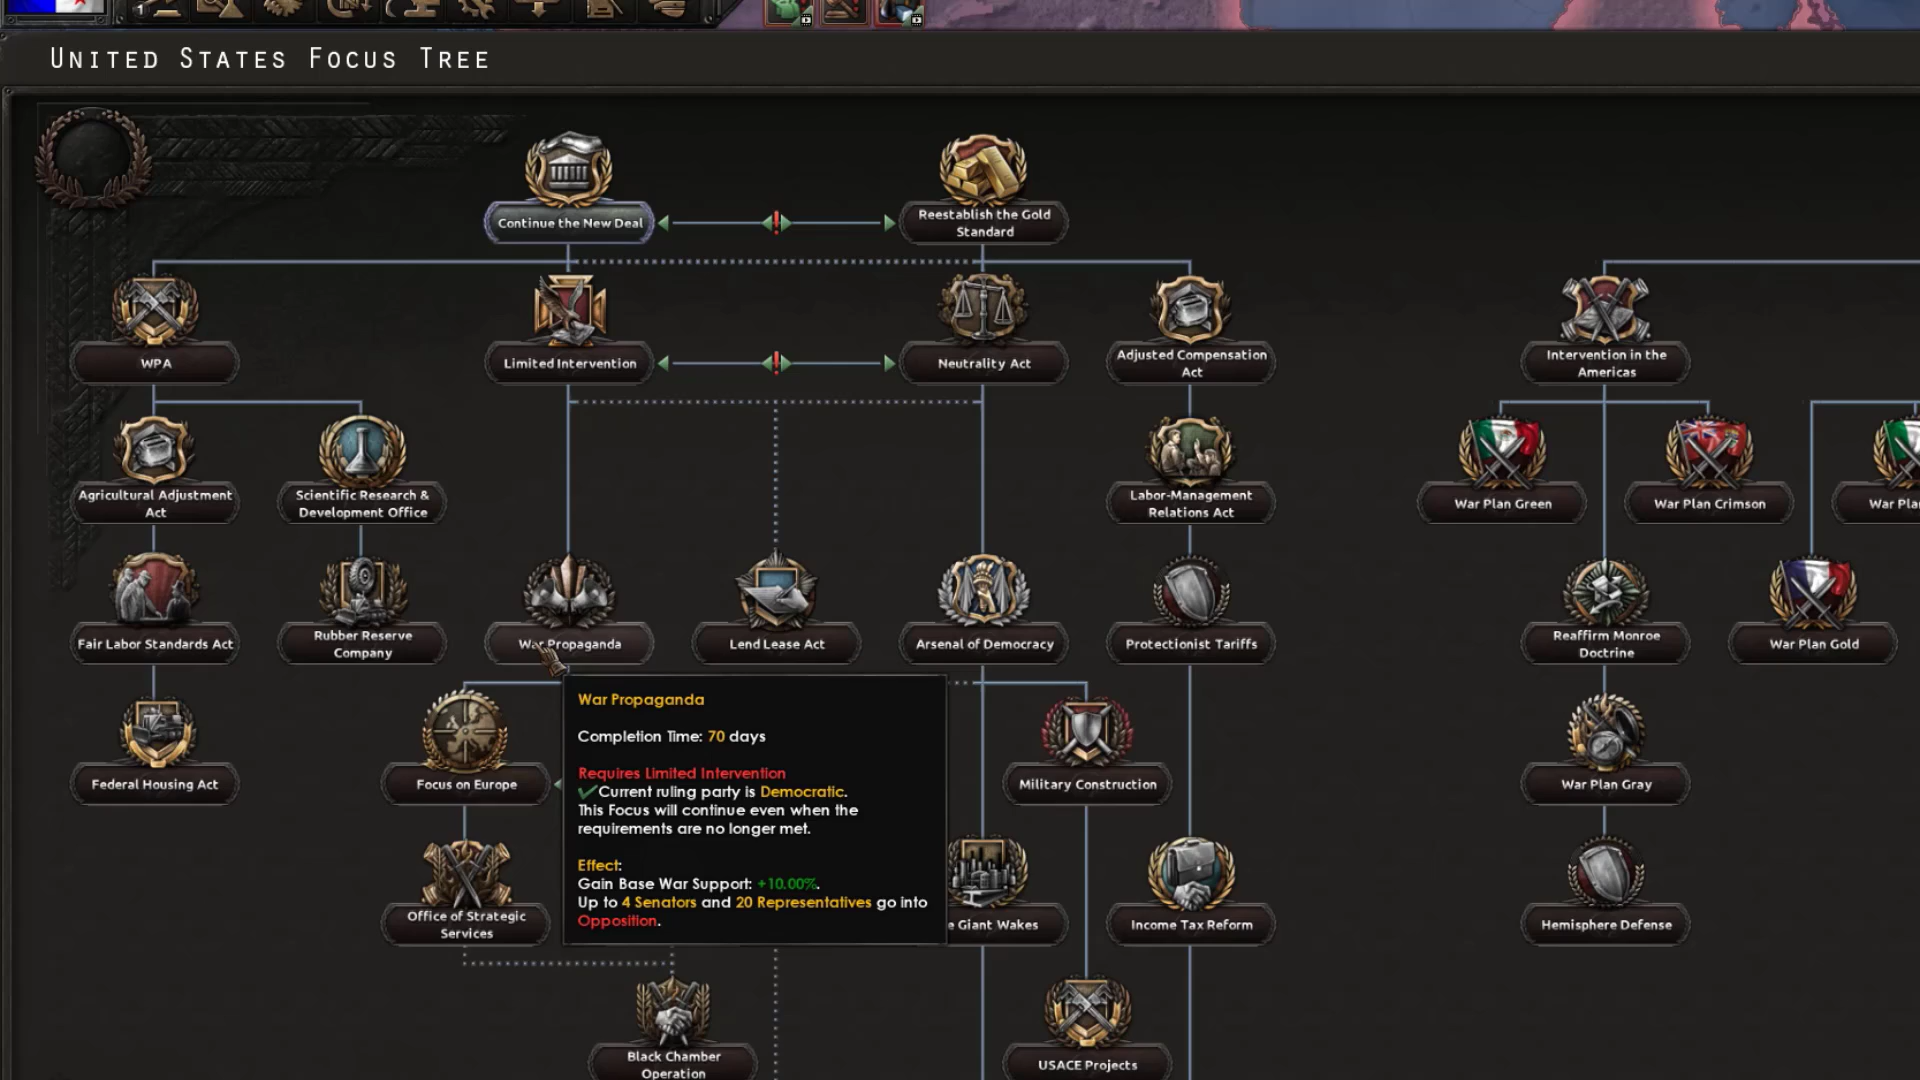 UNITED STATES FOCUS TREE
Continue the New Deal
Reestablish the Gold
Standard
WPA
Limited Intervention
Neutrality Act
Adjusted Compensation
Act
Intervention in the
Americas
Agricultural Adjustment
Act
Scientific Research &
Development Office
Labor-Management
Relations Act
War Plan Green
War Plan Crimson
War Pla
Fair Labor Standards Act
Rubber Reserve
Company
War Propaganda
Lend Lease Act
Arsenal of Democracy
Protectionist Tariffs
Reaffirm Monroe
Doctrine
War Plan Gold
Federal Housing Act
Focus on Europe
Military Construction
War Plan Gray
War Propaganda
Completion Time: 70 days
Requires Limited Intervention
Current ruling party is Democratic.
This Focus will continue even when the
requirements are no longer met.
Effect:
Gain Base War Support: +10.00%.
Up to 4 Senators and 20 Representatives go into
Opposition.
Office of Strategic
Services
e Giant Wakes
Income Tax Reform
Hemisphere Defense
Black Chamber
Operation
USACE Projects